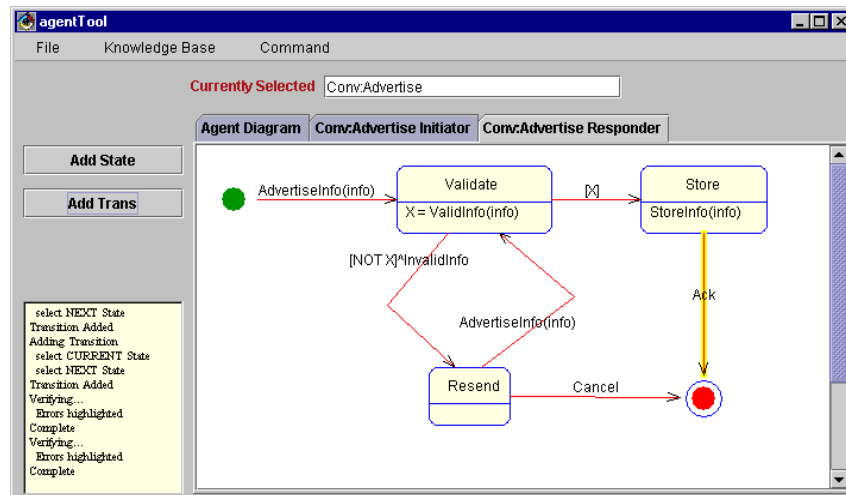 agentTool
File Knowledge Base Command
Currently Selected Conv:Advertise
Agent Diagram Conv:Advertise Initiator Conv:Advertise Responder
Add State
Add Trans
AdvertiseInfo(info)
Validate
X = ValidInfo(info)
[X]
Store
StoreInfo(info)
[NOT X]^InvalidInfo
Ack
AdvertiseInfo(info)
Resend
Cancel
select NEXT State
Transition Added
Adding Transition
select CURRENT State
select NEXT State
Transition Added
Verifying...
Errors highlighted
Complete
Verifying...
Errors highlighted
Complete